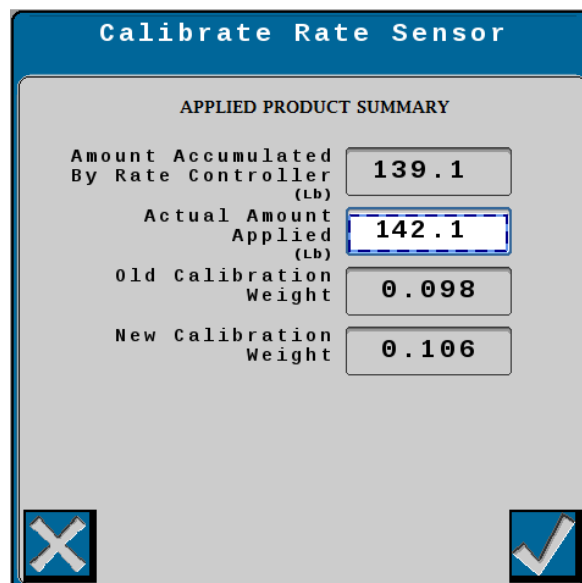 Calibrate Rate Sensor
APPLIED PRODUCT SUMMARY
Amount Accumulated
By Rate Controller
(Lb)
139.1
Actual Amount
Applied
(Lb)
142.1
Old Calibration
Weight
0.098
New Calibration
Weight
0.106